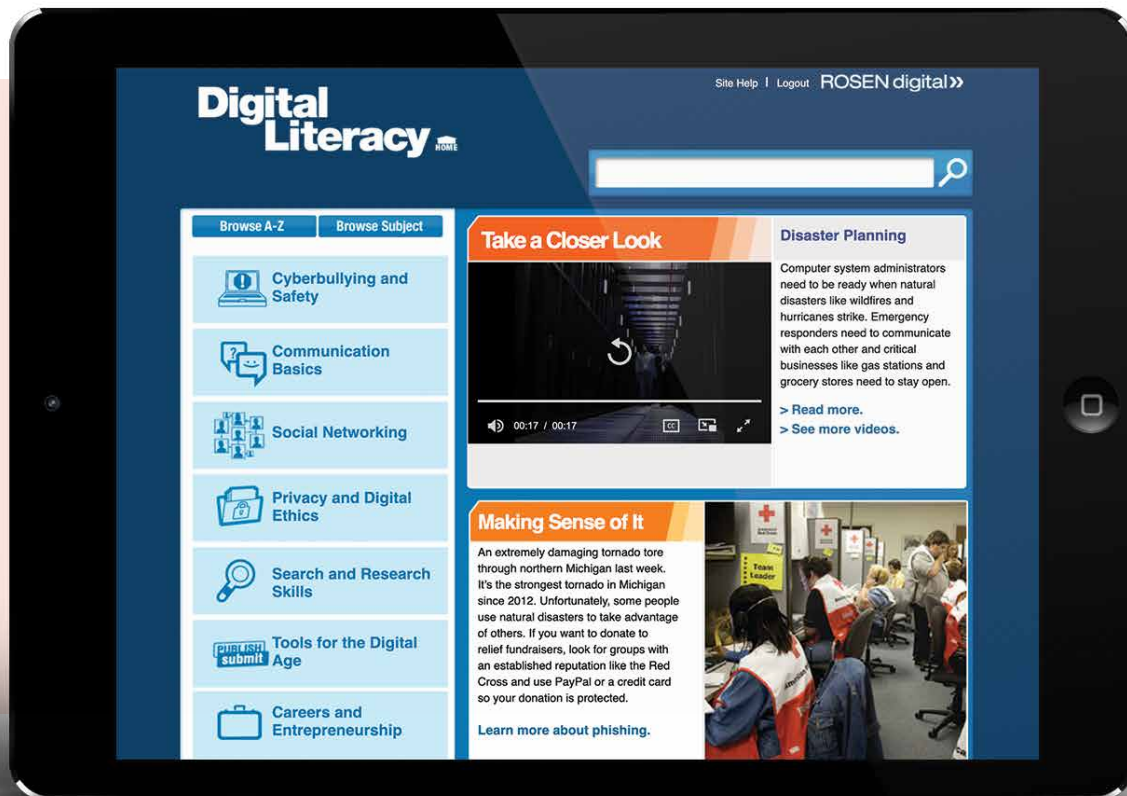 Site Help | Logout ROSEN digital»
Digital
Literacy
HOME
Browse A-Z
Browse Subject
Cyberbullying and
Safety
Communication
Basics
Social Networking
Privacy and Digital
Ethics
Search and Research
Skills
PUBLISH
submit
Tools for the Digital
Age
Careers and
Entrepreneurship
Take a Closer Look
00:17 / 00:17
CC
Disaster Planning
Computer system administrators
need to be ready when natural
disasters like wildfires and
hurricanes strike. Emergency
responders need to communicate
with each other and critical
businesses like gas stations and
grocery stores need to stay open.
> Read more.
> See more videos.
Making Sense of It
An extremely damaging tornado tore
through northern Michigan last week.
It's the strongest tornado in Michigan
since 2012. Unfortunately, some people
use natural disasters to take advantage
of others. If you want to donate to
relief fundraisers, look for groups with
an established reputation like the Red
Cross and use PayPal or a credit card
so your donation is protected.
Learn more about phishing.
Team
Leader